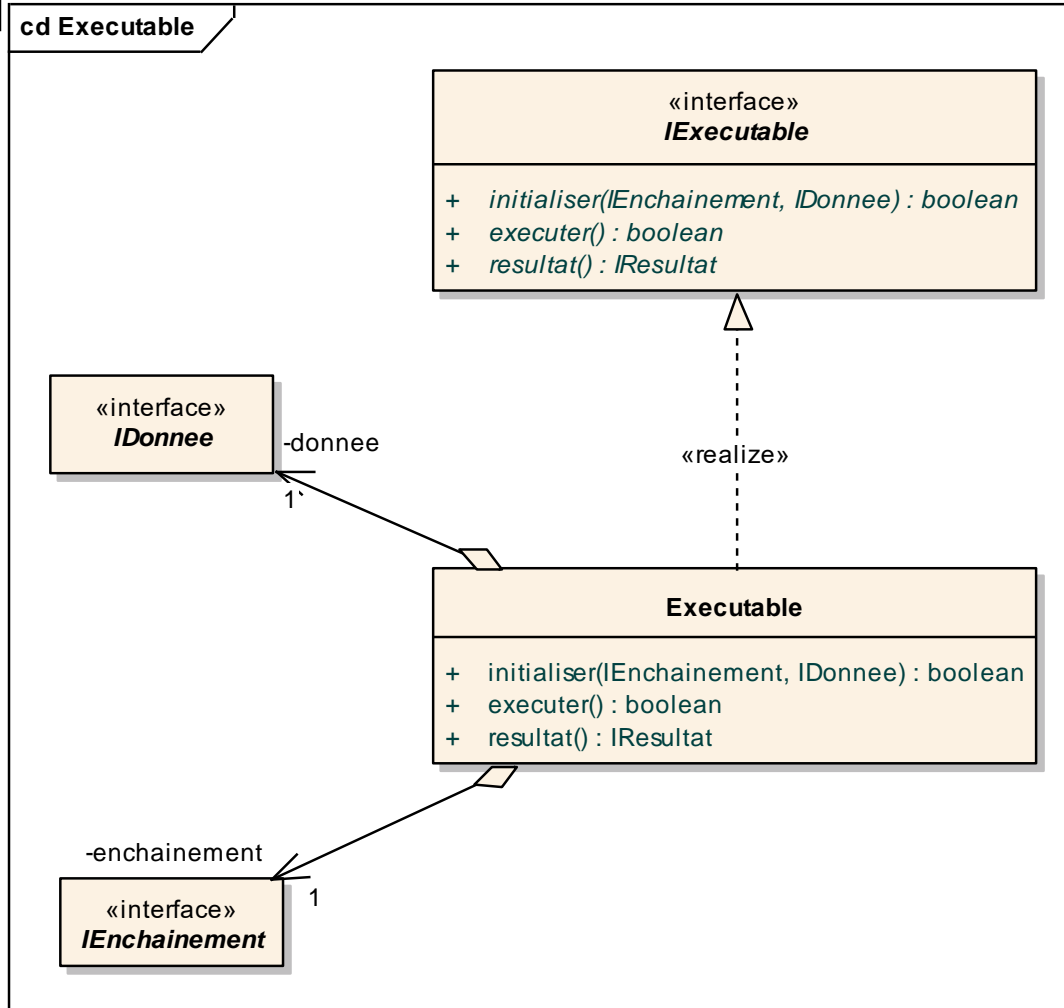 cd Executable
«interface»
IExecutable
+ initialiser(IEnchainement, IDonnee) : boolean
+ executer() : boolean
+ resultat() : IResultat
«interface»
IDonnee
-donnee
1`
«realize»
Executable
+ initialiser(IEnchainement, IDonnee) : boolean
+ executer() : boolean
+ resultat() : IResultat
-enchainement
1
«interface»
IEnchainement